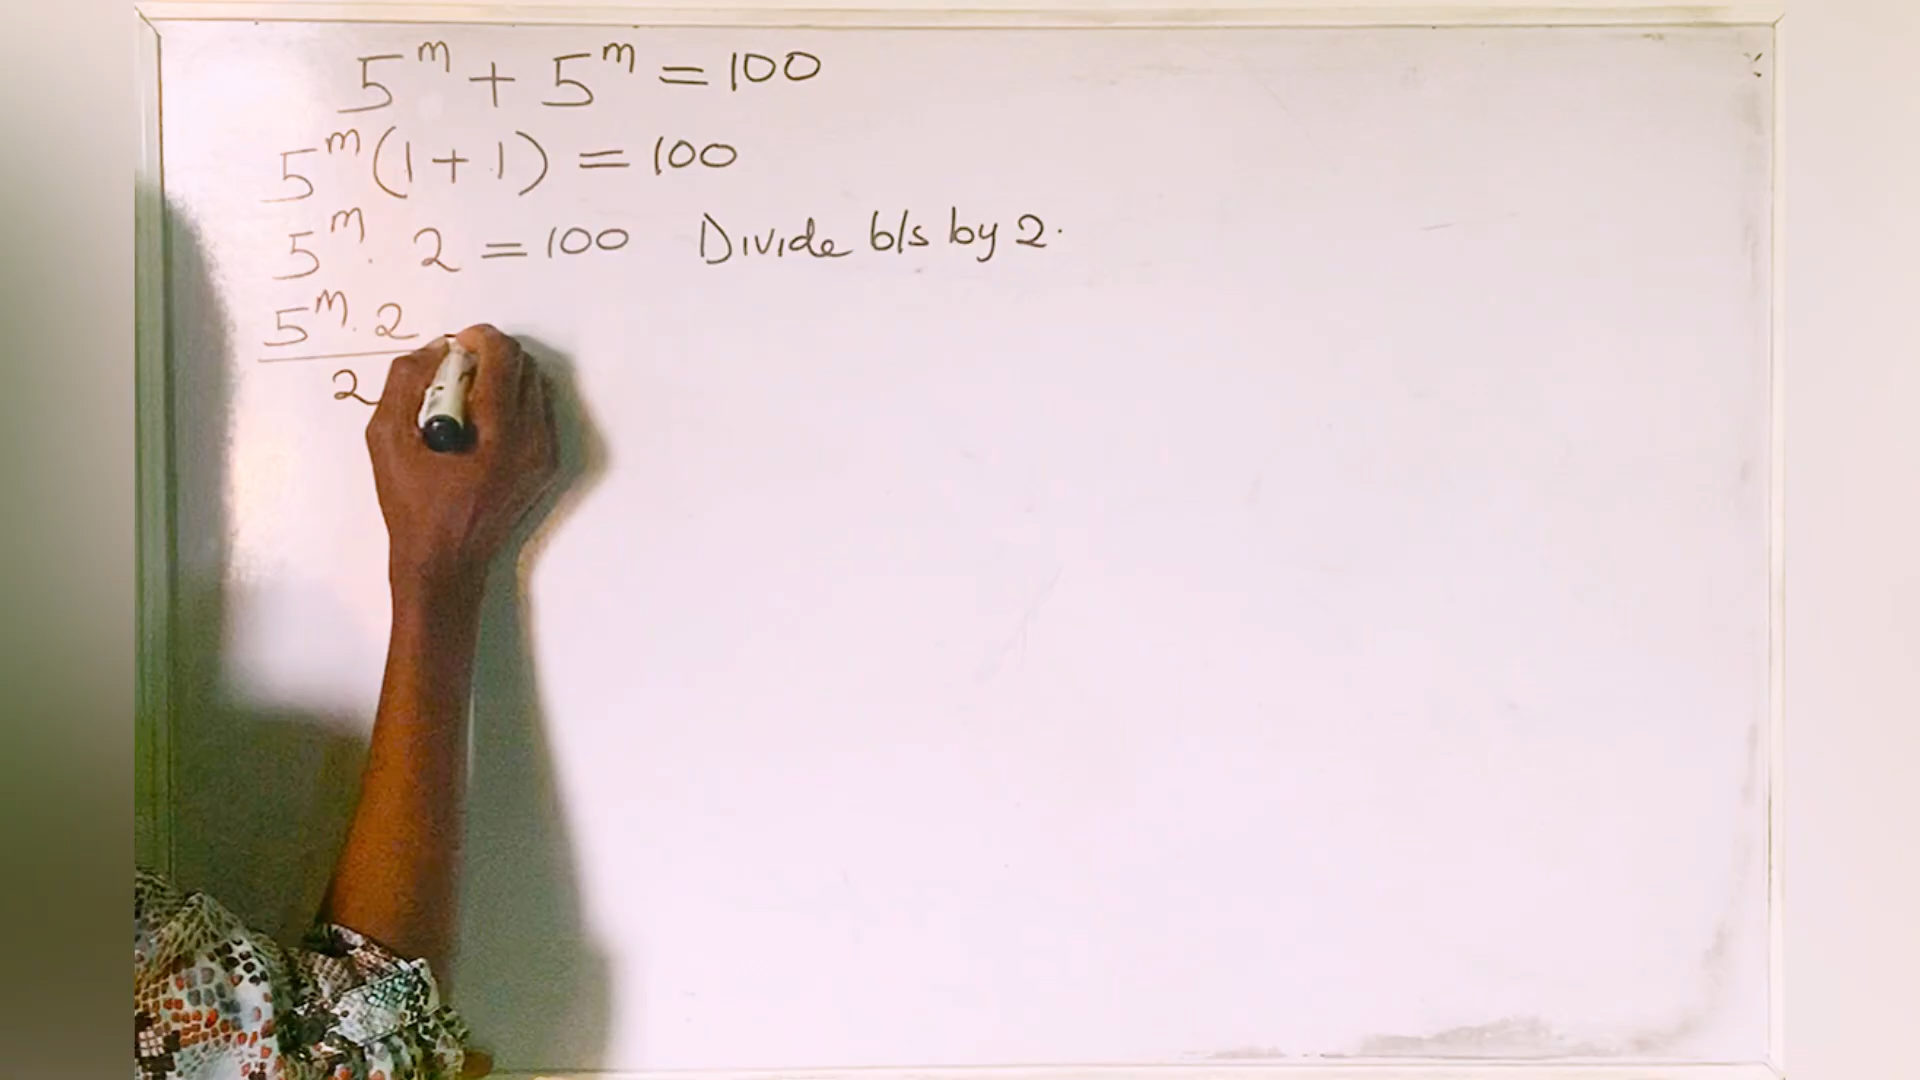 5^m + 5^m = 100
5^m (1 + 1) = 100
5^m · 2 = 100 Divide b/s by 2.
5^m · 2
2